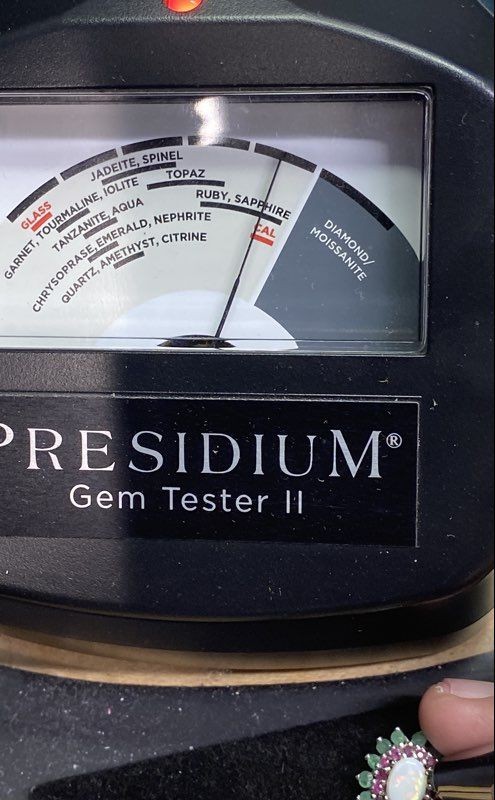 JADEITE, SPINEL
TOPAZ
RUBY, SAPPHIRE
GLASS
GARNET, TOURMALINE, IOLITE
TANZANITE, AQUA
CHRYSOPRASE, EMERALD, NEPHRITE
QUARTZ, AMETHYST, CITRINE
CAL
DIAMOND/
MOISSANITE
PRESIDIUM®
Gem Tester II